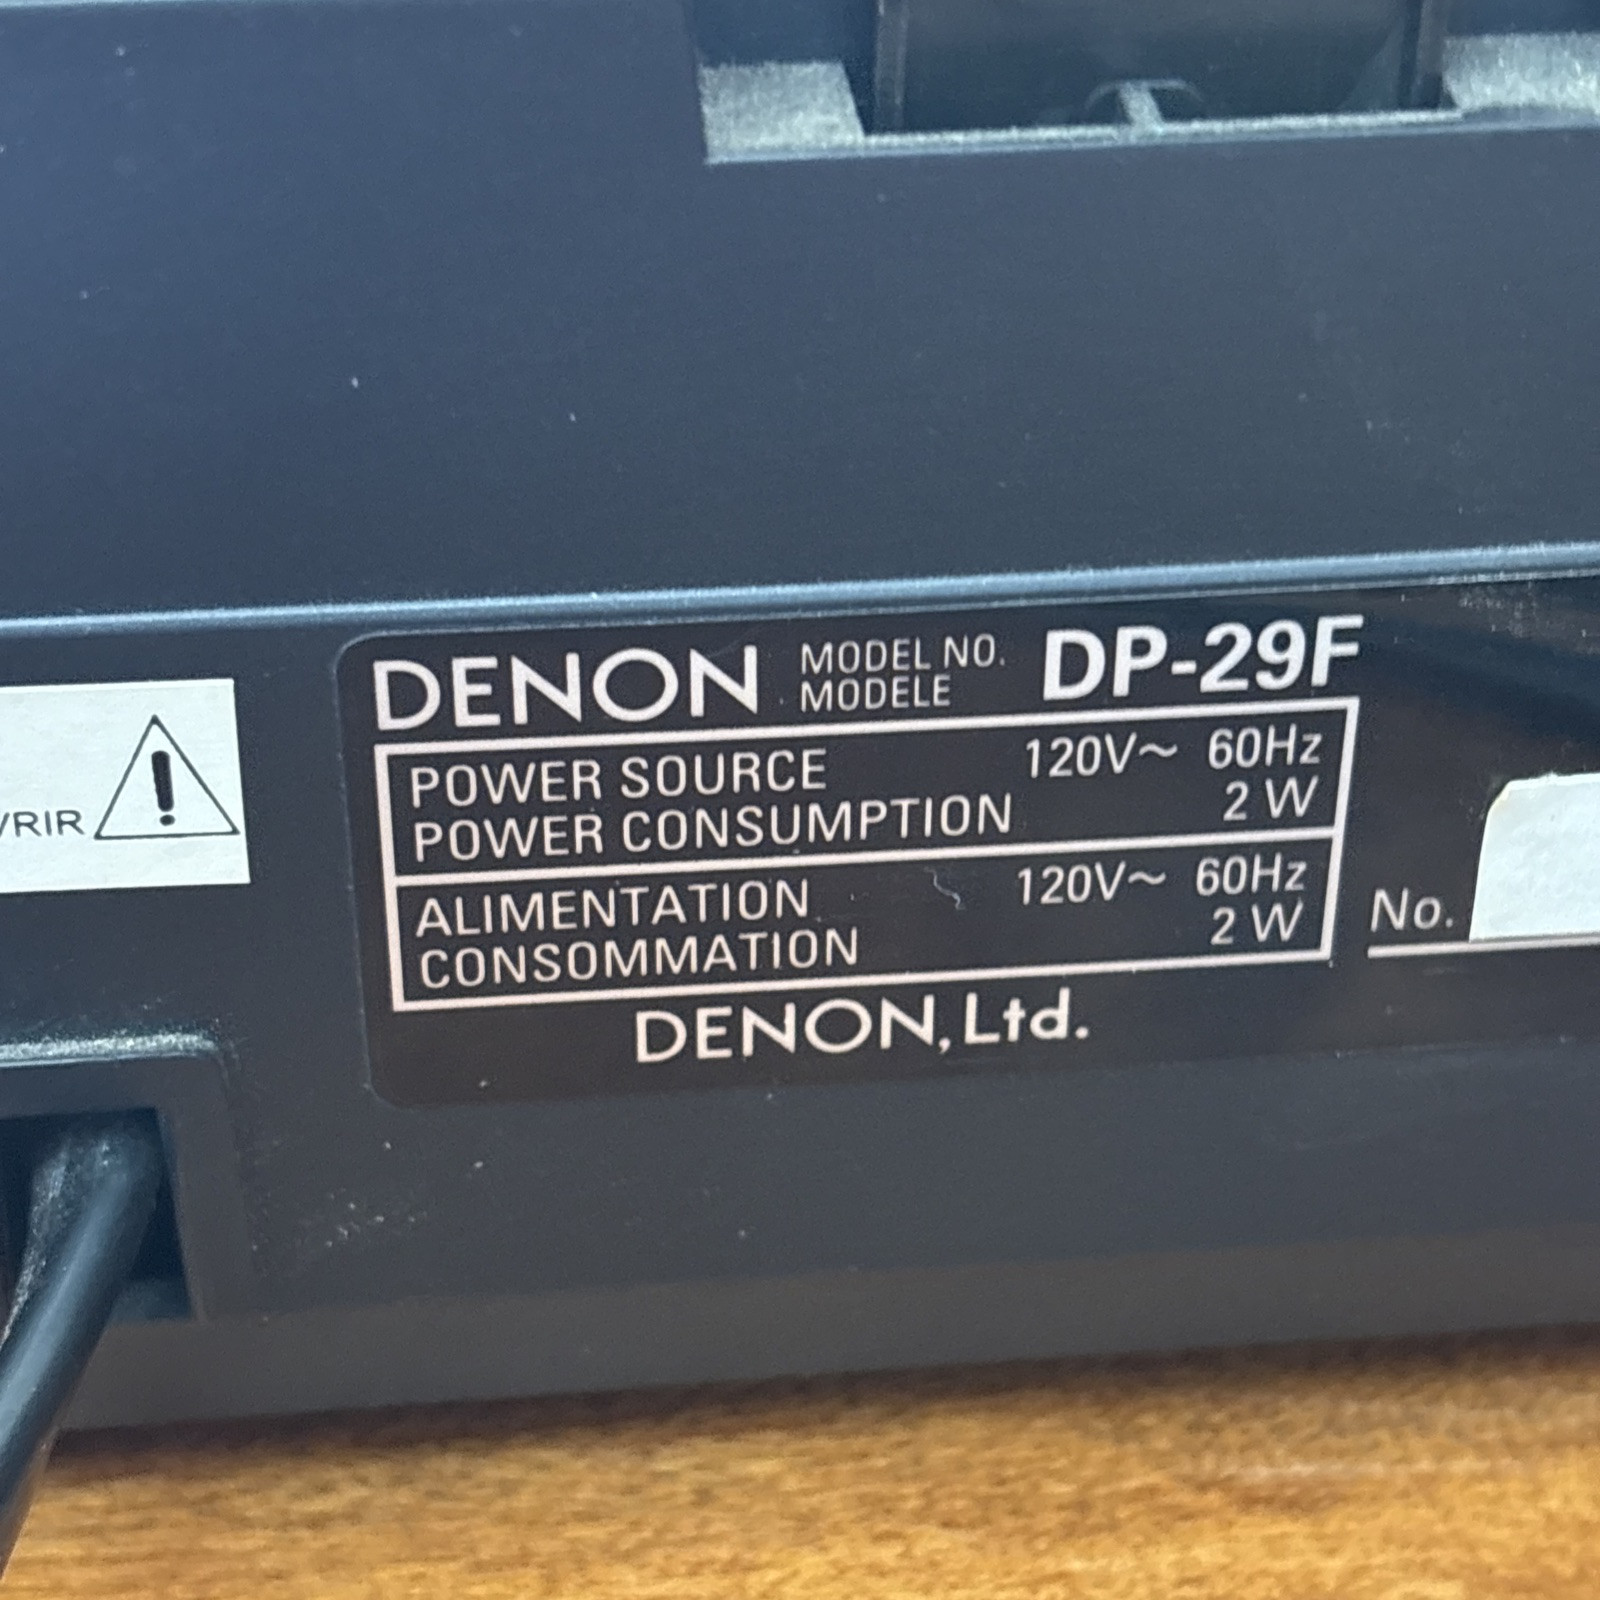 DENON MODEL NO. DP-29F
MODELE
POWER SOURCE 120V~ 60Hz
POWER CONSUMPTION 2 W
ALIMENTATION 120V~ 60Hz
CONSOMMATION 2 W
DENON, Ltd.
No.
VRIR